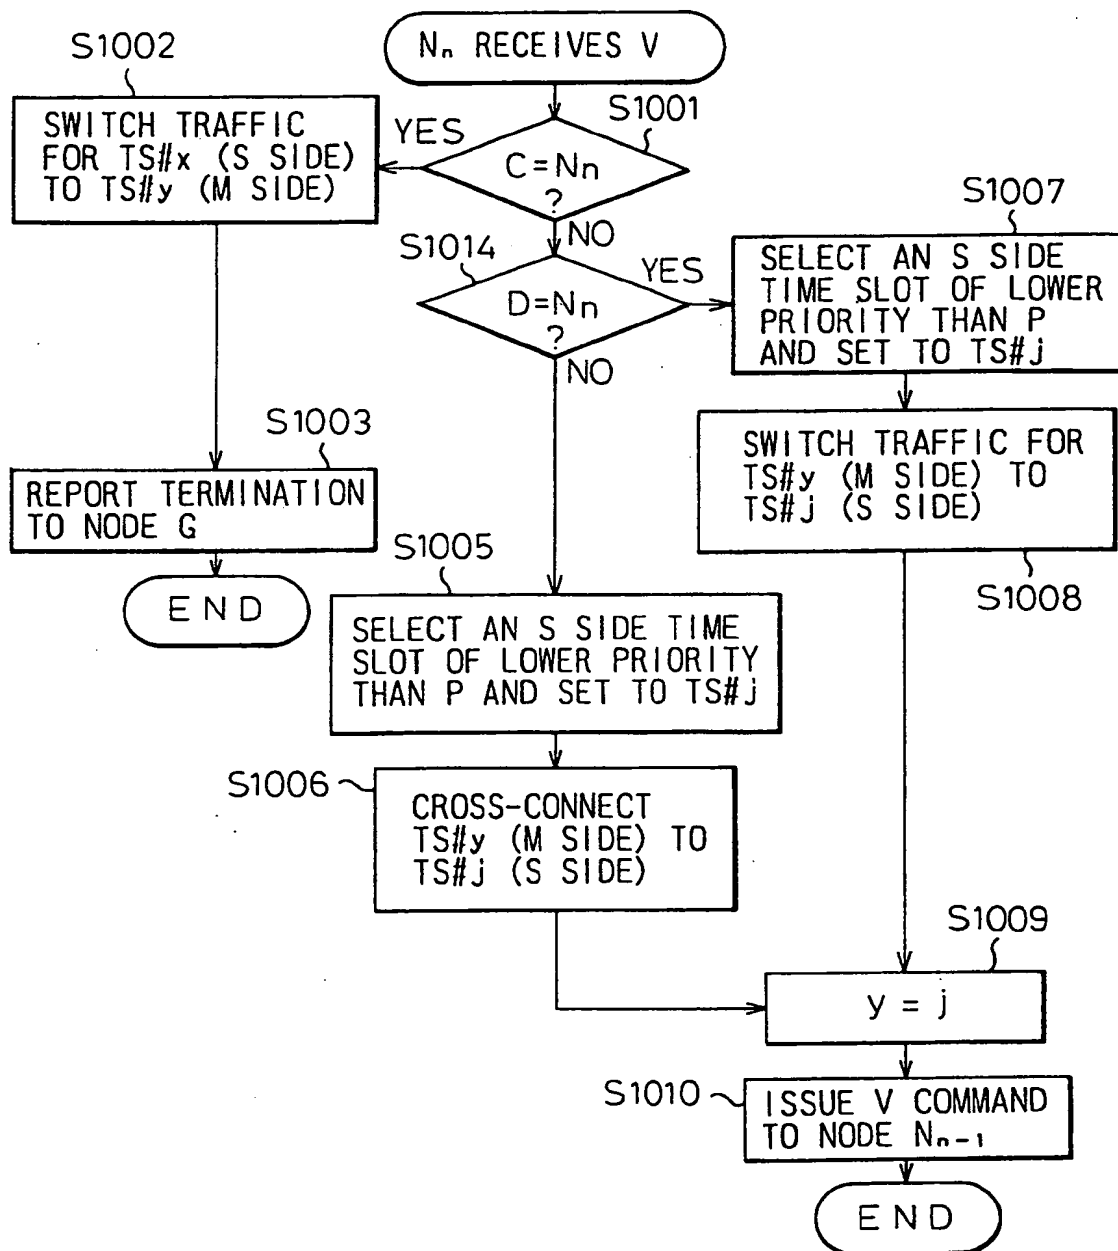 Nn RECEIVES V
S1001
C=Nn
?
YES
NO
S1002
SWITCH TRAFFIC
FOR TS#x (S SIDE)
TO TS#y (M SIDE)
S1003
REPORT TERMINATION
TO NODE G
END
S1014
D=Nn
?
YES
NO
S1007
SELECT AN S SIDE
TIME SLOT OF LOWER
PRIORITY THAN P
AND SET TO TS#j
SWITCH TRAFFIC FOR
TS#y (M SIDE) TO
TS#j (S SIDE)
S1008
S1005
SELECT AN S SIDE TIME
SLOT OF LOWER PRIORITY
THAN P AND SET TO TS#j
S1006
CROSS-CONNECT
TS#y (M SIDE) TO
TS#j (S SIDE)
S1009
y = j
S1010
ISSUE V COMMAND
TO NODE Nn-1
END